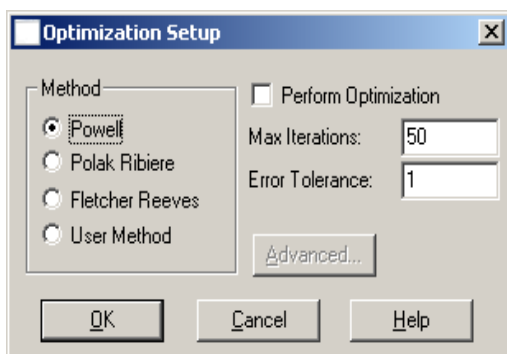 Optimization Setup
Method
Powell
Polak Ribiere
Fletcher Reeves
User Method
Perform Optimization
Max Iterations: 50
Error Tolerance: 1
Advanced...
OK Cancel Help